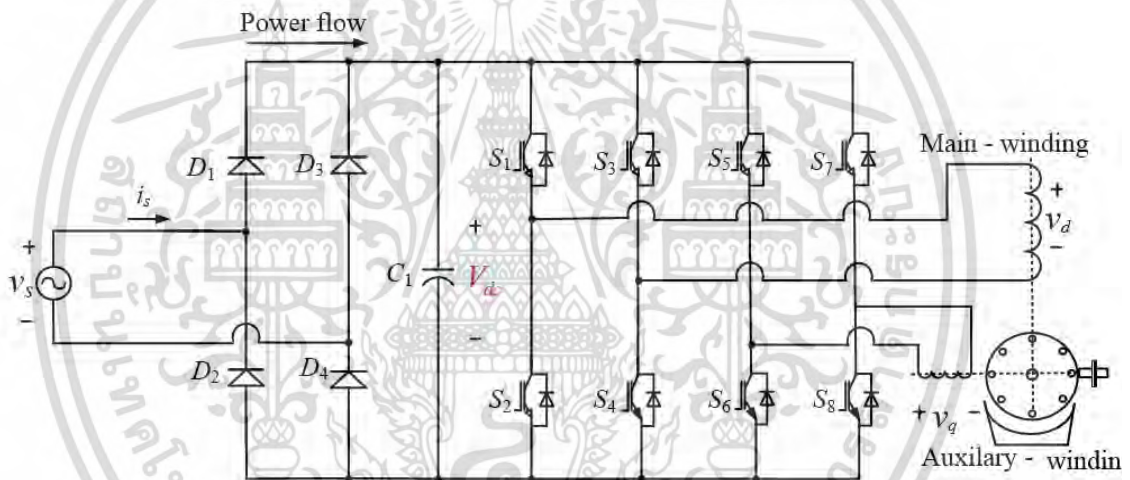 Power flow
Main - winding
D1
D3
S1
S3
S5
S7
is
+
vd
-
+
vs
-
C1
+
Vdc
-
D2
D4
S2
S4
S6
S8
+ vq -
Auxilary - windin